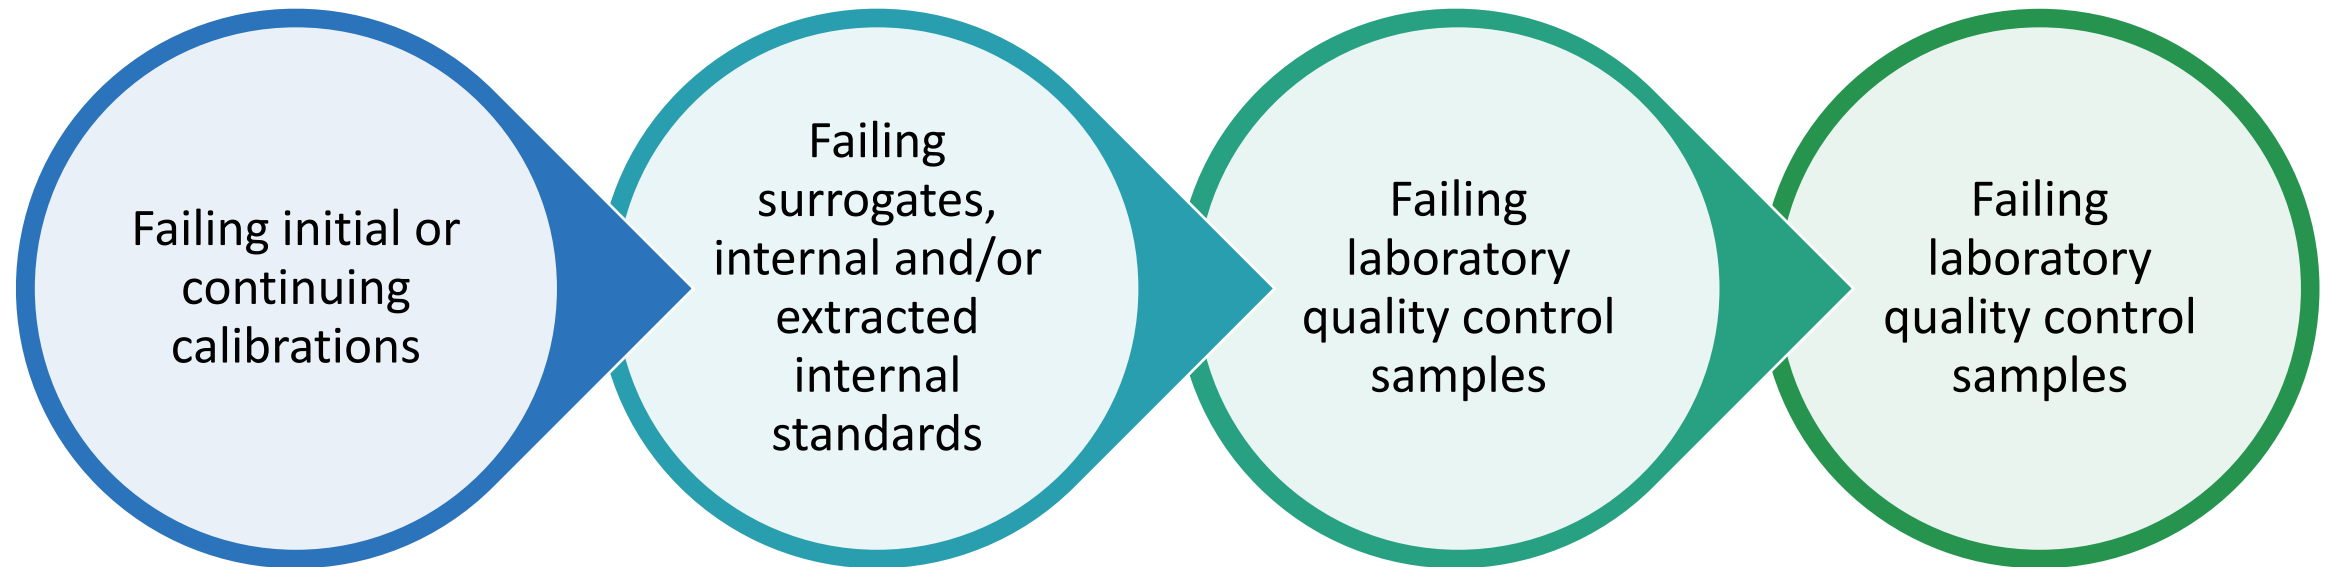 Failing initial or
continuing
calibrations
Failing
surrogates,
internal and/or
extracted
internal
standards
Failing
laboratory
quality control
samples
Failing
laboratory
quality control
samples